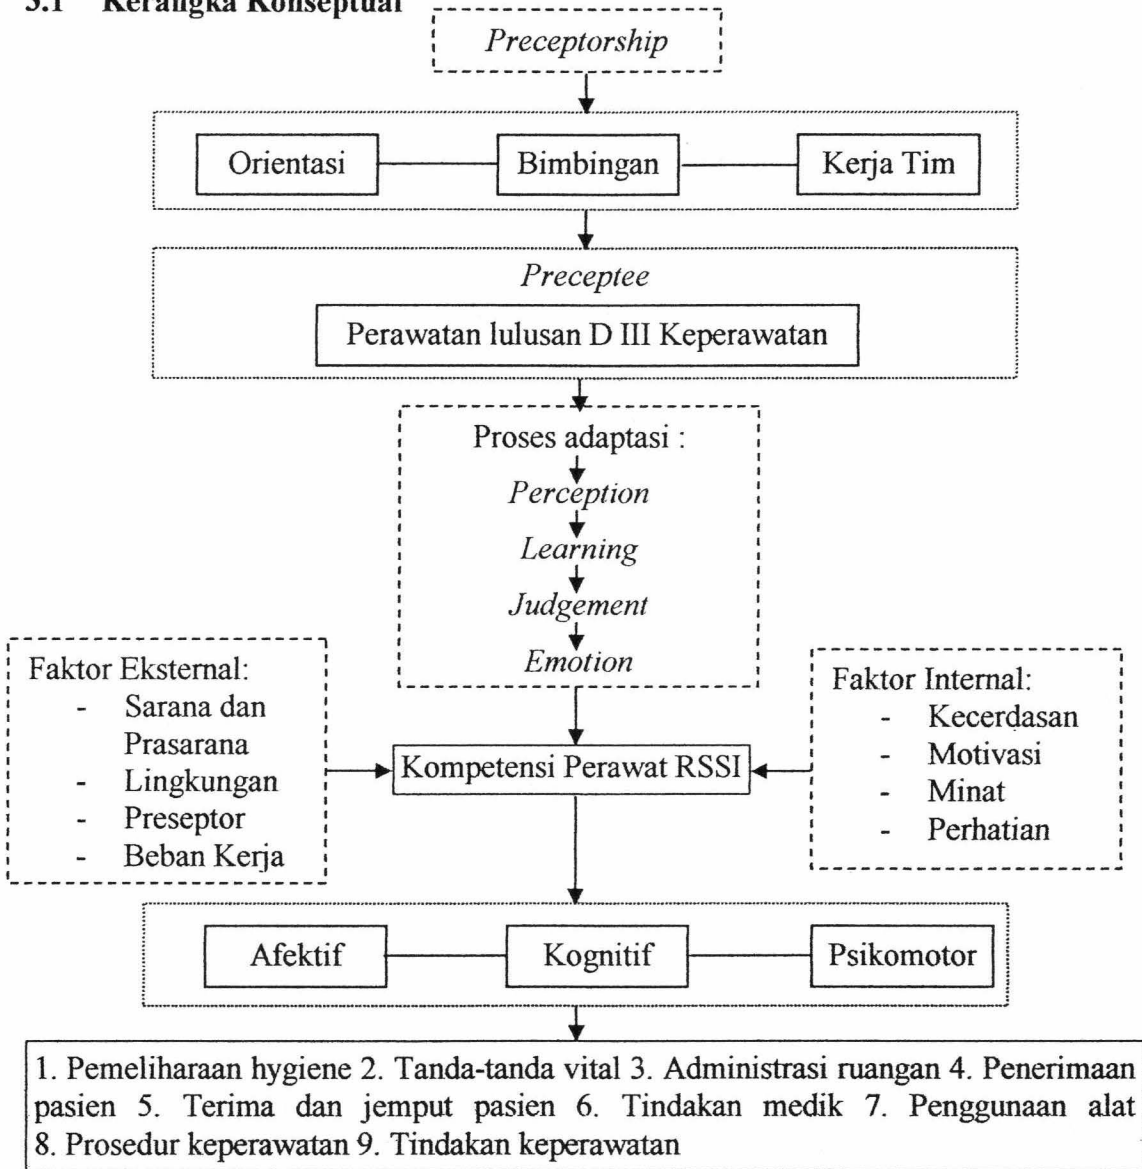 3.1 Kerangka Konseptual
Preceptorship
Orientasi
Bimbingan
Kerja Tim
Preceptee
Perawatan lulusan D III Keperawatan
Proses adaptasi :
Perception
Learning
Judgement
Emotion
Faktor Eksternal:
- Sarana dan
Prasarana
- Lingkungan
- Preseptor
- Beban Kerja
Kompetensi Perawat RSSI
Faktor Internal:
- Kecerdasan
- Motivasi
- Minat
- Perhatian
Afektif
Kognitif
Psikomotor
1. Pemeliharaan hygiene 2. Tanda-tanda vital 3. Administrasi ruangan 4. Penerimaan
pasien 5. Terima dan jemput pasien 6. Tindakan medik 7. Penggunaan alat
8. Prosedur keperawatan 9. Tindakan keperawatan